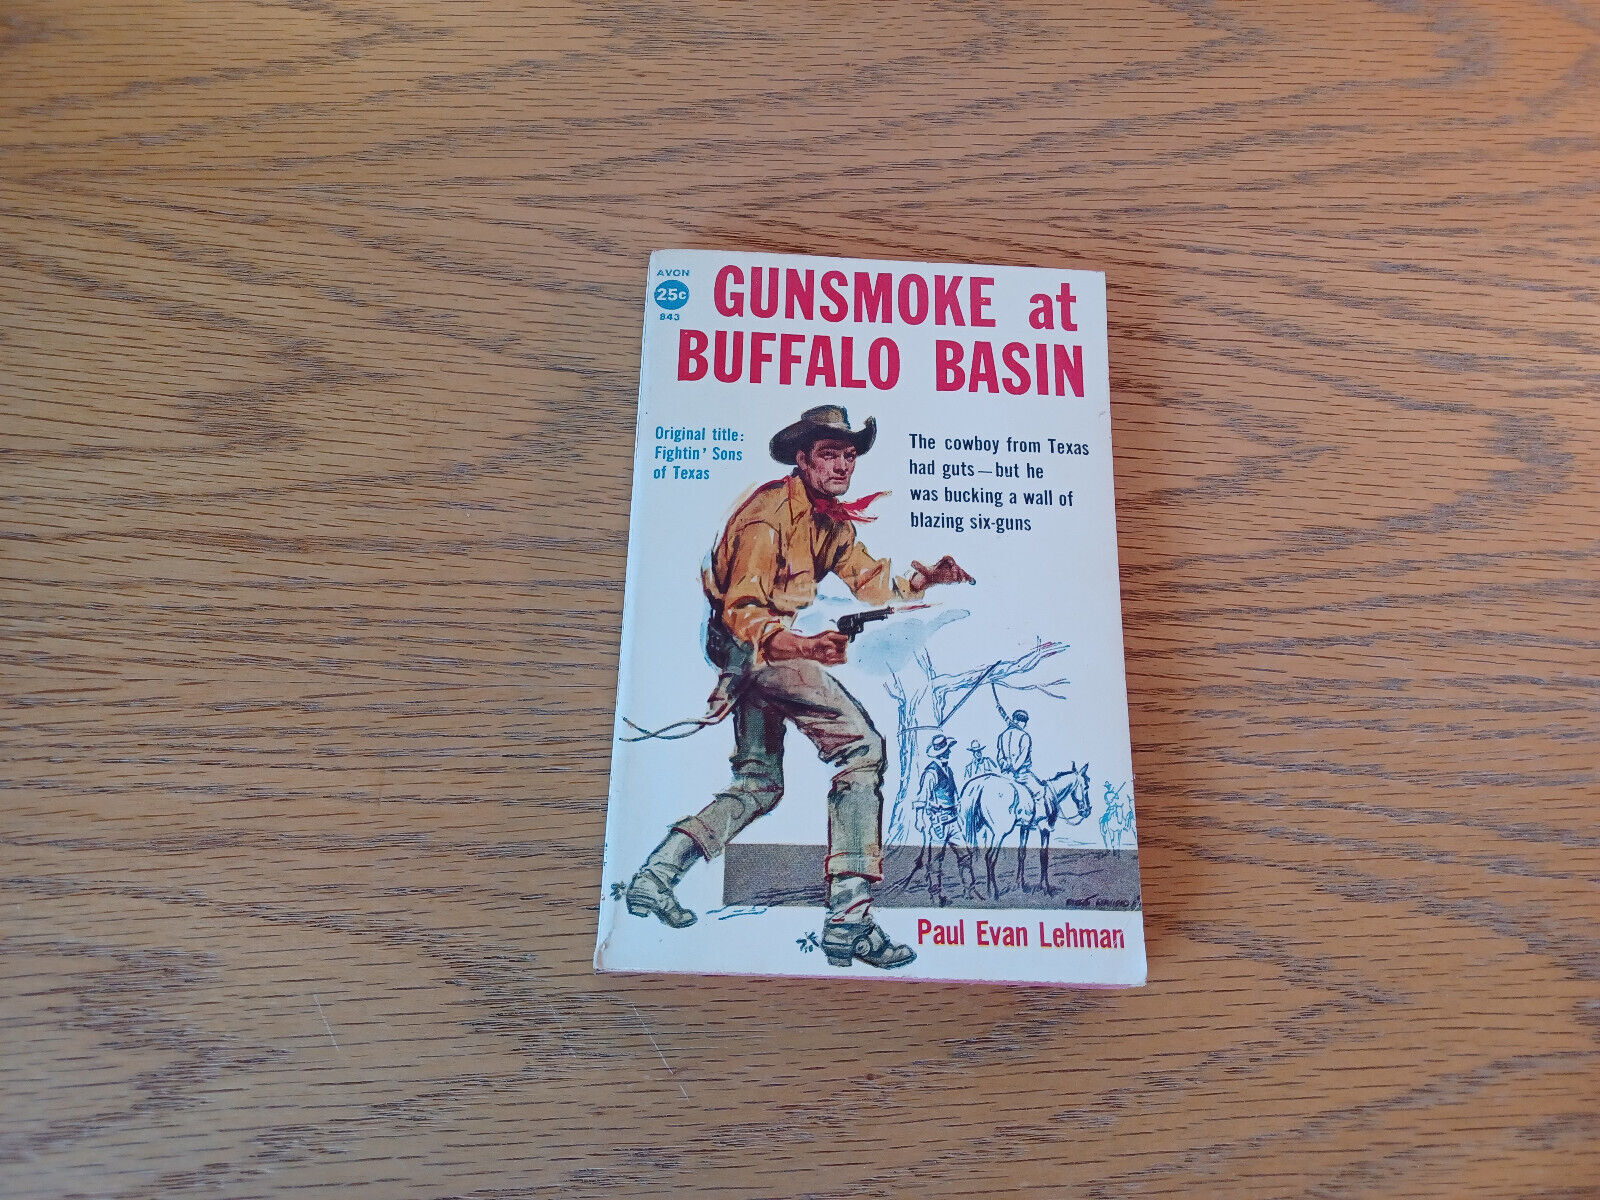 AVON
25c
843
GUNSMOKE at
BUFFALO BASIN
Original title:
Fightin' Sons
of Texas
The cowboy from Texas
had guts—but he
was bucking a wall of
blazing six-guns
Paul Evan Lehman